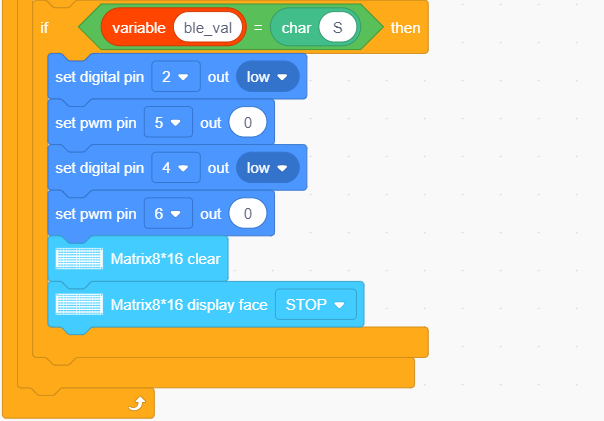 if variable ble_val = char S then
set digital pin 2 out low
set pwm pin 5 out 0
set digital pin 4 out low
set pwm pin 6 out 0
Matrix8*16 clear
Matrix8*16 display face STOP